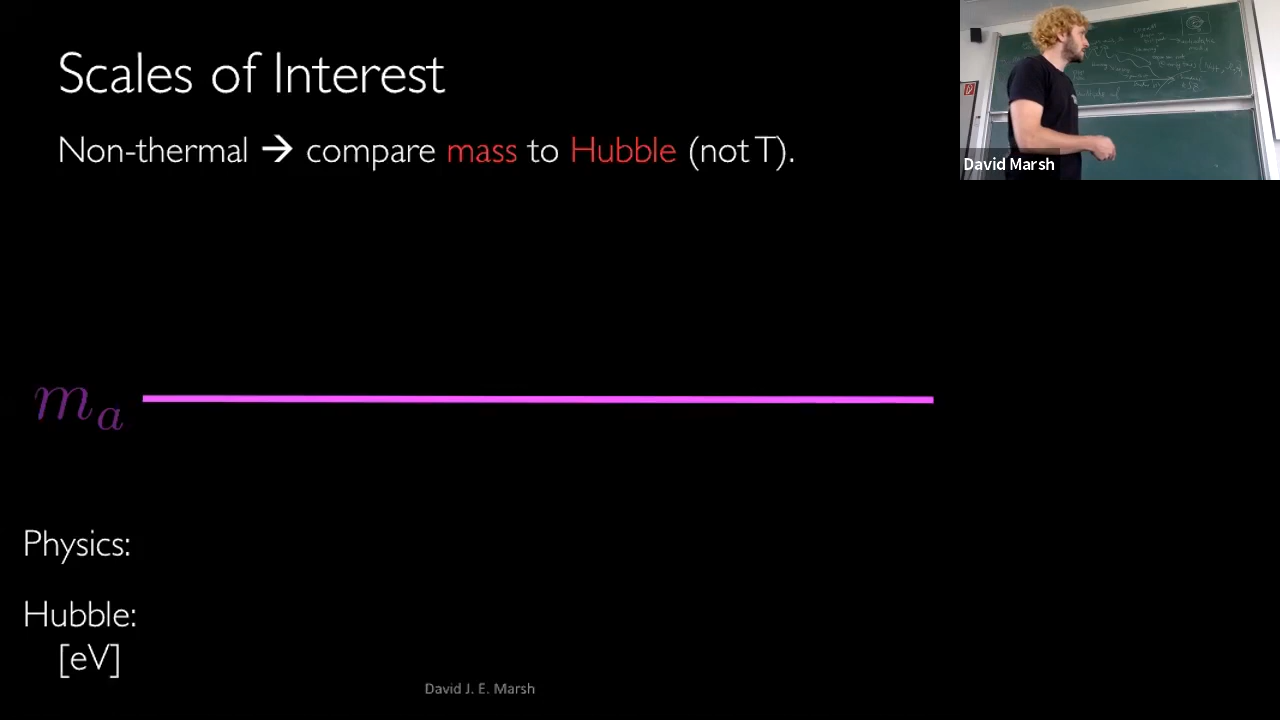 Scales of Interest
Non-thermal → compare mass to Hubble (not T).
David Marsh
m_a
Physics:
Hubble:
[eV]
David J. E. Marsh